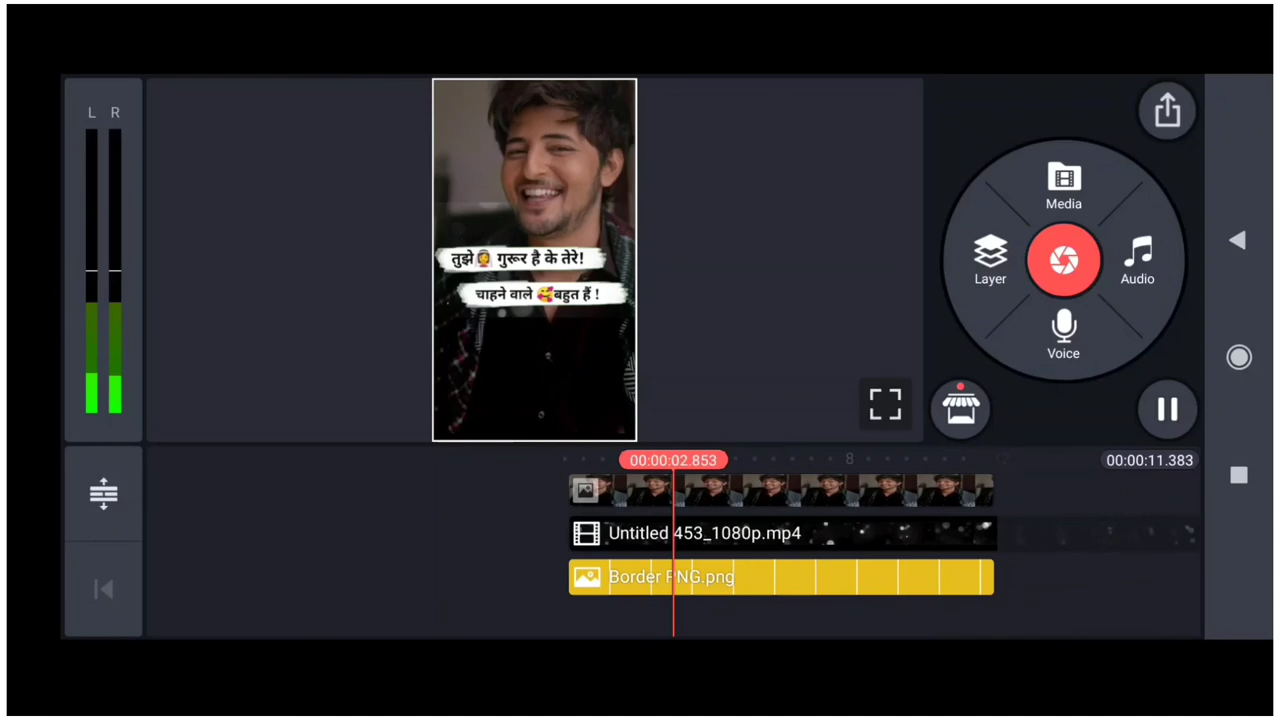 L R
Media
तुझे👰 गुरूर है के तेरे!
Layer
Audio
चाहने वाले 🥰बहुत हैं !
Voice
00:00:02.853
8
12
00:00:11.383
Untitled 453_1080p.mp4
Border PNG.png